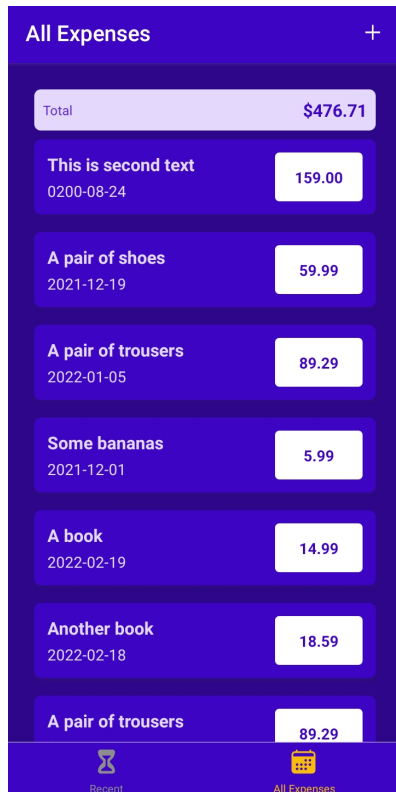 All Expenses
+
Total
$476.71
This is second text
0200-08-24
159.00
A pair of shoes
2021-12-19
59.99
A pair of trousers
2022-01-05
89.29
Some bananas
2021-12-01
5.99
A book
2022-02-19
14.99
Another book
2022-02-18
18.59
A pair of trousers
89.29
Recent
All Expenses